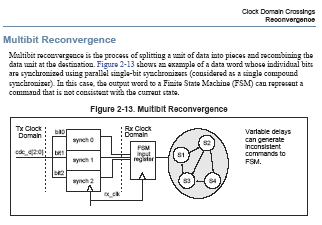 Clock Domain Crossings
Reconvergence
Multibit Reconvergence
Multibit reconvergence is the process of splitting a unit of data into pieces and recombining the
data unit at the destination. Figure 2-13 shows an example of a data word whose individual bits
are synchronized using parallel single-bit synchronizers (considered as a single compound
synchronizer). In this case, the output word to a Finite State Machine (FSM) can represent a
command that is not consistent with the current state.
Figure 2-13. Multibit Reconvergence
Tx Clock
Domain
bit0
synch 0
Rx Clock
Domain
cdc_d[2:0]
bit1
synch 1
FSM
input
register
bit2
synch 2
rx_clk
S1
S2
S3
S4
Variable delays
can generate
inconsistent
commands to
FSM.